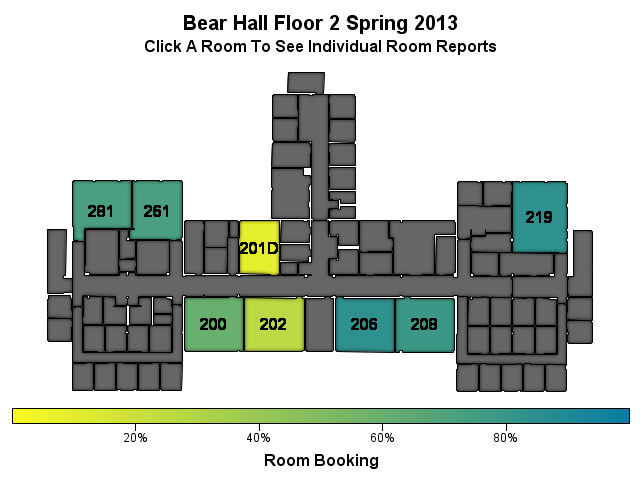 Bear Hall Floor 2 Spring 2013
Click A Room To See Individual Room Reports
281 261 219
201D
200 202 206 208
20% 40% 60% 80%
Room Booking